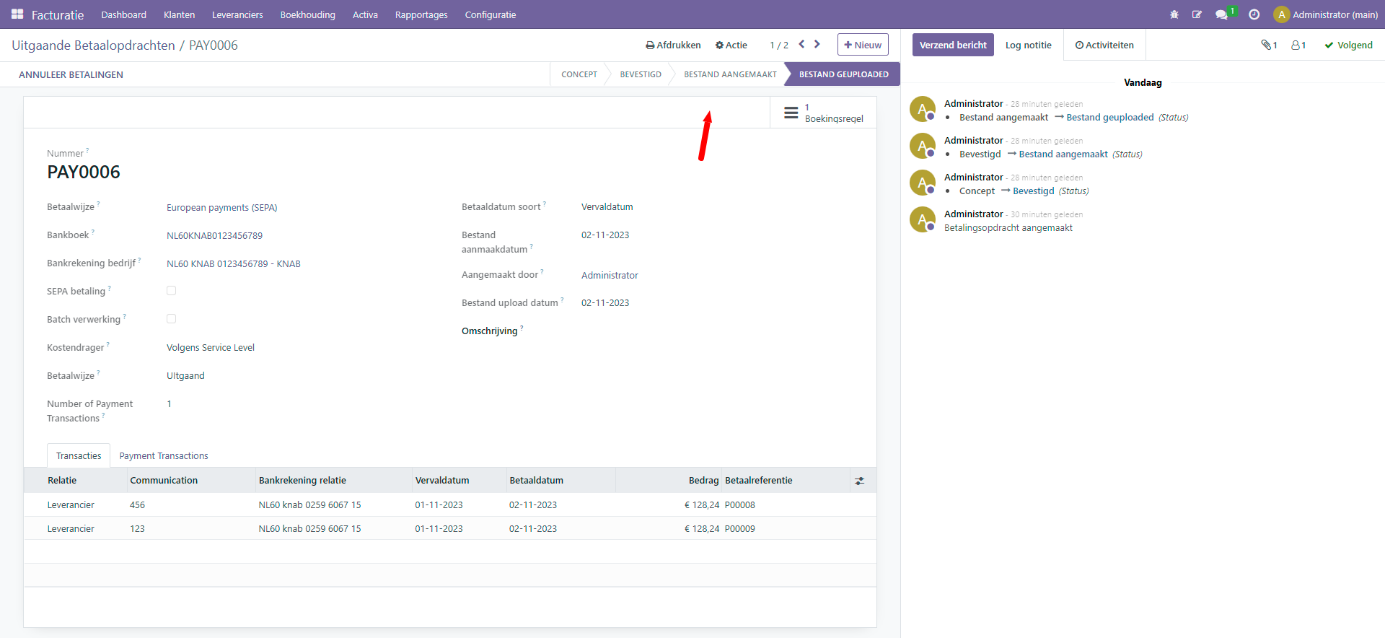 Facturatie Dashboard Klanten Leveranciers Boekhouding Activa Rapportages Configuratie 1 A Administrator (main)
Uitgaande Betaalopdrachten / PAY0006 Afdrukken Actie 1 / 2 + Nieuw
Verzend bericht Log notitie Activiteiten 1 1 Volgend
ANNULEER BETALINGEN CONCEPT BEVESTIGD BESTAND AANGEMAAKT BESTAND GEUPLOADED
1
Boekingsregel
Nummer ?
PAY0006
Betaalwijze ? European payments (SEPA)
Bankboek ? NL60KNAB0123456789
Bankrekening bedrijf ? NL60 KNAB 0123456789 - KNAB
SEPA betaling ?
Batch verwerking ?
Kostendrager ? Volgens Service Level
Betaalwijze ? Uitgaand
Number of Payment
Transactions ? 1
Betaaldatum soort ? Vervaldatum
Bestand
aanmaakdatum ? 02-11-2023
Aangemaakt door ? Administrator
Bestand upload datum ? 02-11-2023
Omschrijving ?
Transacties Payment Transactions
Relatie Communication Bankrekening relatie Vervaldatum Betaaldatum Bedrag Betaalreferentie
Leverancier 456 NL60 knab 0259 6067 15 01-11-2023 02-11-2023 € 128,24 P00008
Leverancier 123 NL60 knab 0259 6067 15 01-11-2023 02-11-2023 € 128,24 P00009
Vandaag
A Administrator - 28 minuten geleden
• Bestand aangemaakt → Bestand geuploaded (Status)
A Administrator - 28 minuten geleden
• Bevestigd → Bestand aangemaakt (Status)
A Administrator - 28 minuten geleden
• Concept → Bevestigd (Status)
A Administrator - 30 minuten geleden
Betalingsopdracht aangemaakt